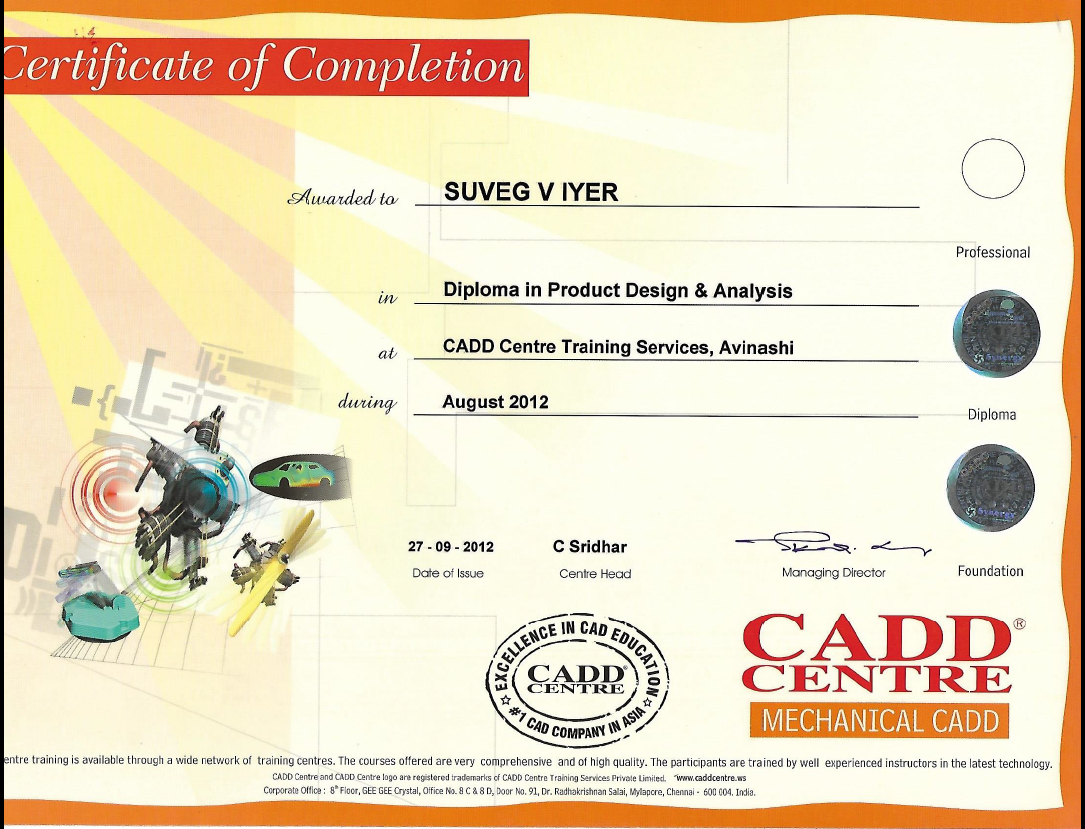 Certificate of Completion
Awarded to SUVEG V IYER
Professional
in Diploma in Product Design & Analysis
at CADD Centre Training Services, Avinashi
during August 2012
Diploma
Synergy
27 - 09 - 2012 C Sridhar
Date of Issue Centre Head Managing Director Foundation
EXCELLENCE IN CAD EDUCATION
CADD
CENTRE
#1 CAD COMPANY IN ASIA
CADD®
CENTRE
MECHANICAL CADD
entre training is available through a wide network of training centres. The courses offered are very comprehensive and of high quality. The participants are trained by well experienced instructors in the latest technology.
CADD Centre and CADD Centre logo are registered trademarks of CADD Centre Training Services Private Limited. www.caddcentre.ws
Corporate Office : 8th Floor, GEE GEE Crystal, Office No. 8 C & 8 D, Door No. 91, Dr. Radhakrishnan Salai, Mylapore, Chennai - 600 004. India.